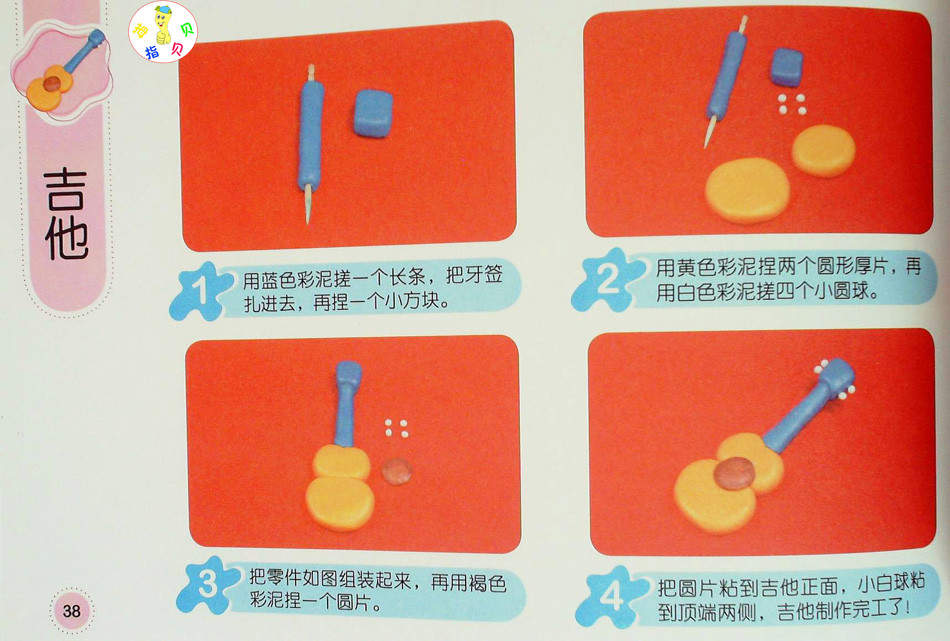 指
贝
贝
吉他
1
用蓝色彩泥搓一个长条，把牙签
扎进去，再捏一个小方块。
2
用黄色彩泥捏两个圆形厚片，再
用白色彩泥搓四个小圆球。
3
把零件如图组装起来，再用褐色
彩泥捏一个圆片。
4
把圆片粘到吉他正面，小白球粘
到顶端两侧，吉他制作完工了！
38